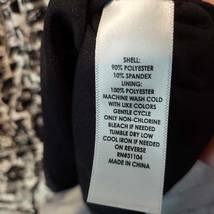 SHELL:
90% POLYESTER
10% SPANDEX
LINING:
100% POLYESTER
MACHINE WASH COLD
WITH LIKE COLORS
GENTLE CYCLE
ONLY NON-CHLORINE
BLEACH IF NEEDED
TUMBLE DRY LOW
COOL IRON IF NEEDED
ON REVERSE
RN#31104
MADE IN CHINA